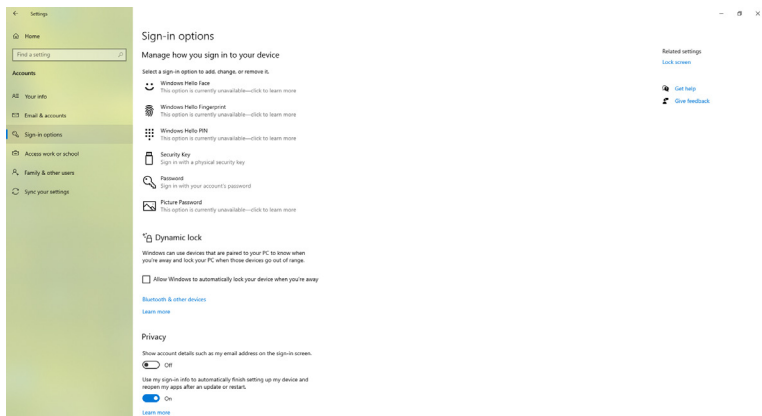 Settings
Home
Find a setting
Accounts
Your info
Email & accounts
Sign-in options
Access work or school
Family & other users
Sync your settings
Sign-in options
Manage how you sign in to your device
Select a sign-in option to add, change, or remove it.
Windows Hello Face
This option is currently unavailable—click to learn more
Windows Hello Fingerprint
This option is currently unavailable—click to learn more
Windows Hello PIN
This option is currently unavailable—click to learn more
Security Key
Sign in with a physical security key
Password
Sign in with your account's password
Picture Password
This option is currently unavailable—click to learn more
Dynamic lock
Windows can use devices that are paired to your PC to know when
you're away and lock your PC when those devices go out of range.
Allow Windows to automatically lock your device when you're away
Bluetooth & other devices
Learn more
Privacy
Show account details such as my email address on the sign-in screen.
Off
Use my sign-in info to automatically finish setting up my device and
reopen my apps after an update or restart.
On
Learn more
Related settings
Lock screen
Get help
Give feedback